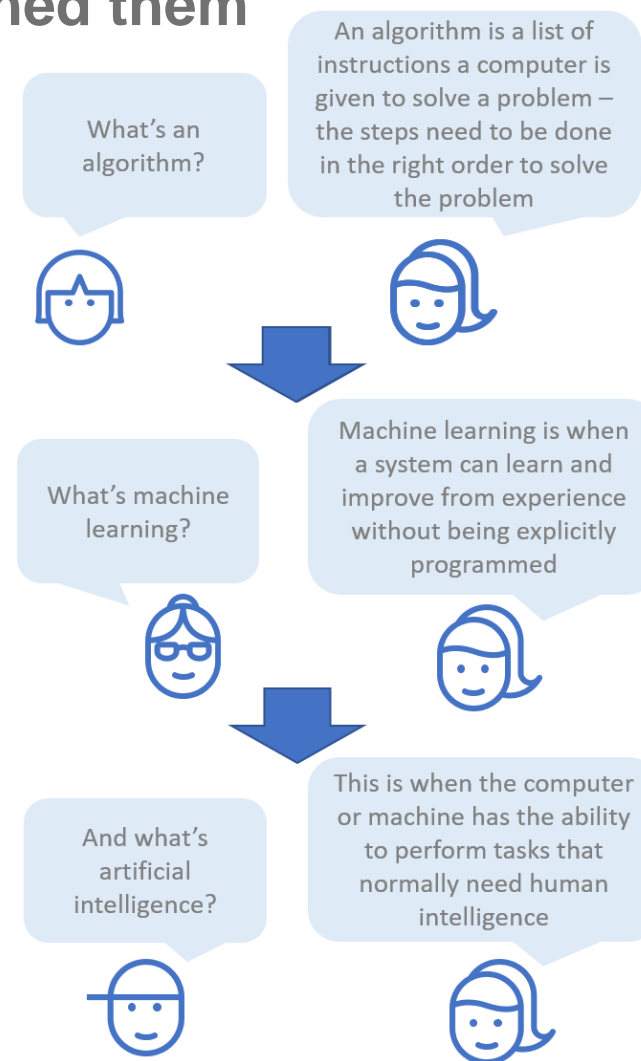 them
What's an
algorithm?
An algorithm is a list of
instructions a computer is
given to solve a problem –
the steps need to be done
in the right order to solve
the problem
What's machine
learning?
Machine learning is when
a system can learn and
improve from experience
without being explicitly
programmed
And what's
artificial
intelligence?
This is when the computer
or machine has the ability
to perform tasks that
normally need human
intelligence